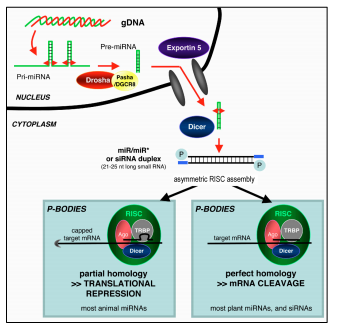 gDNA
Pre-miRNA
Exportin 5
Pri-miRNA
Drosha
Pasha
/DGCR8
NUCLEUS
CYTOPLASM
Dicer
miR/miR*
or siRNA duplex
(21-25 nt long small RNA)
P
P
asymmetric RISC assembly
P-BODIES
RISC
capped
target mRNA
Ago
TRBP
Dicer
partial homology
>> TRANSLATIONAL
REPRESSION
most animal miRNAs
P-BODIES
RISC
target mRNA
Ago
TRBP
Dicer
perfect homology
>> mRNA CLEAVAGE
most plant miRNAs, and siRNAs